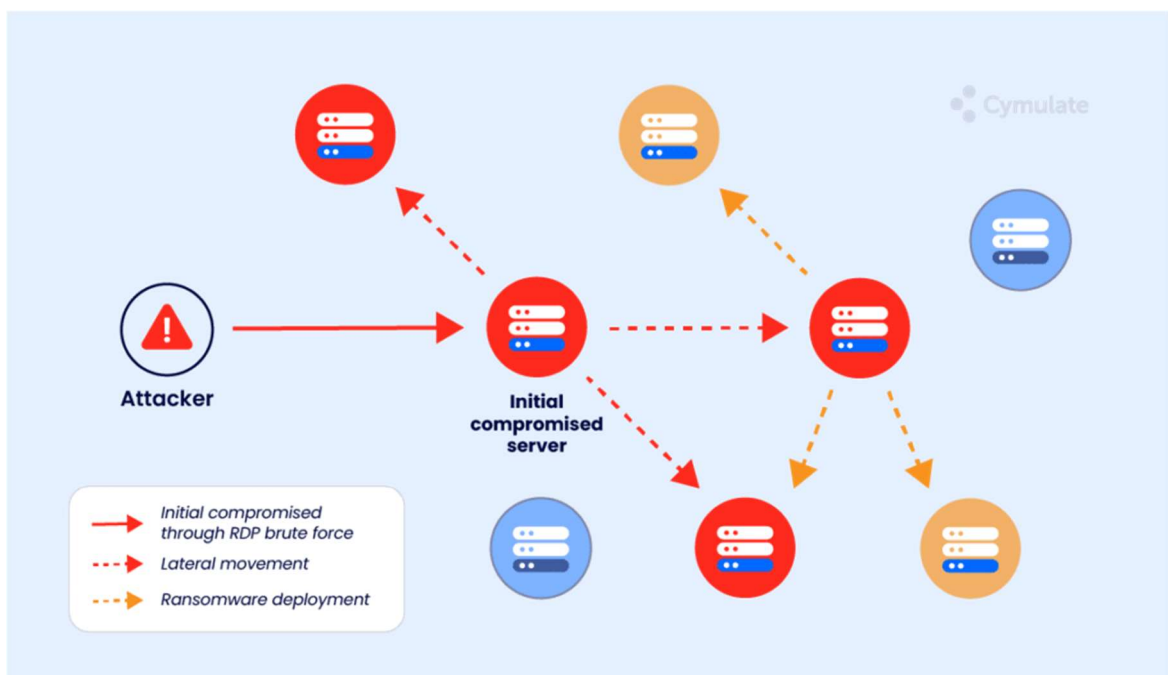 Cymulate
Attacker
Initial
compromised
server
Initial compromised
through RDP brute force
Lateral movement
Ransomware deployment